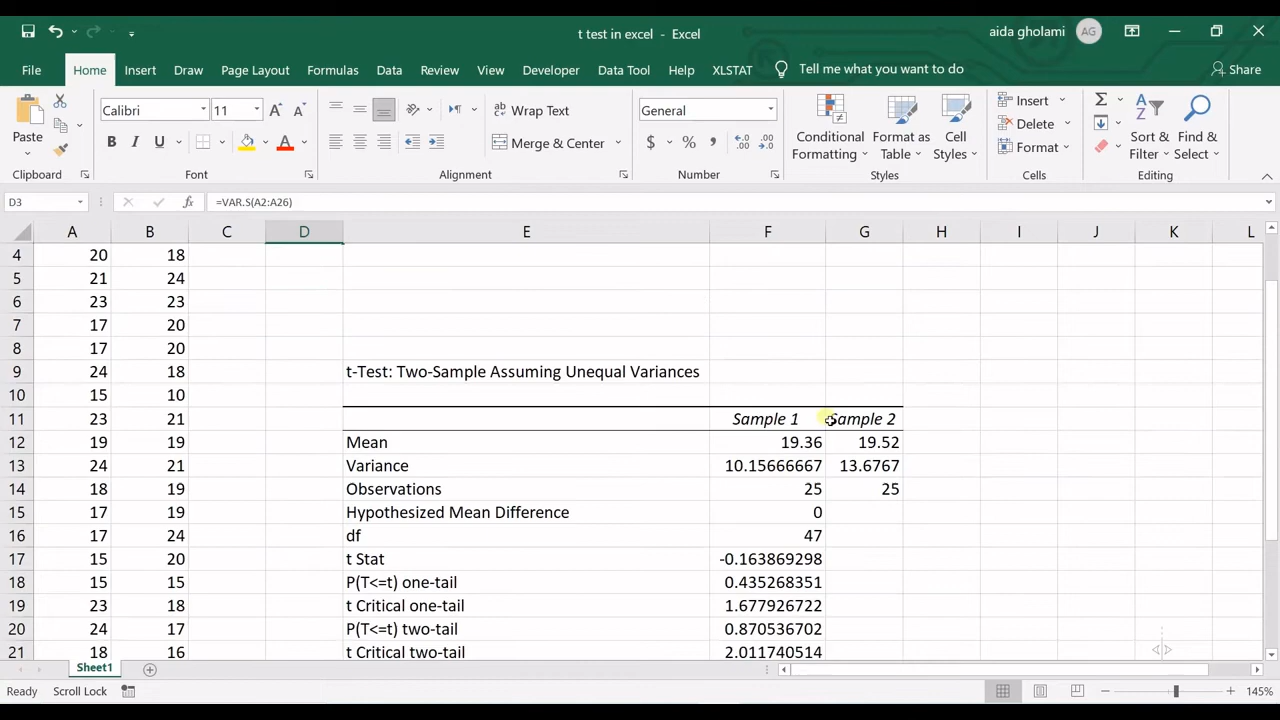 t test in excel - Excel
aida gholami AG
File Home Insert Draw Page Layout Formulas Data Review View Developer Data Tool Help XLSTAT Tell me what you want to do Share
Paste
Clipboard
Calibri 11
B I U A
Font
Wrap Text
Merge & Center
Alignment
General
$ % ,
Number
Conditional Formatting
Format as Table
Cell Styles
Styles
Insert
Delete
Format
Cells
Sort & Filter
Find & Select
Editing
D3 fx =VAR.S(A2:A26)
A B C D E F G H I J K L
4 20 18
5 21 24
6 23 23
7 17 20
8 17 20
9 24 18 t-Test: Two-Sample Assuming Unequal Variances
10 15 10
11 23 21 Sample 1 Sample 2
12 19 19 Mean 19.36 19.52
13 24 21 Variance 10.15666667 13.6767
14 18 19 Observations 25 25
15 17 19 Hypothesized Mean Difference 0
16 17 24 df 47
17 15 20 t Stat -0.163869298
18 15 15 P(T<=t) one-tail 0.435268351
19 23 18 t Critical one-tail 1.677926722
20 24 17 P(T<=t) two-tail 0.870536702
21 18 16 t Critical two-tail 2.011740514
Sheet1
Ready Scroll Lock 145%